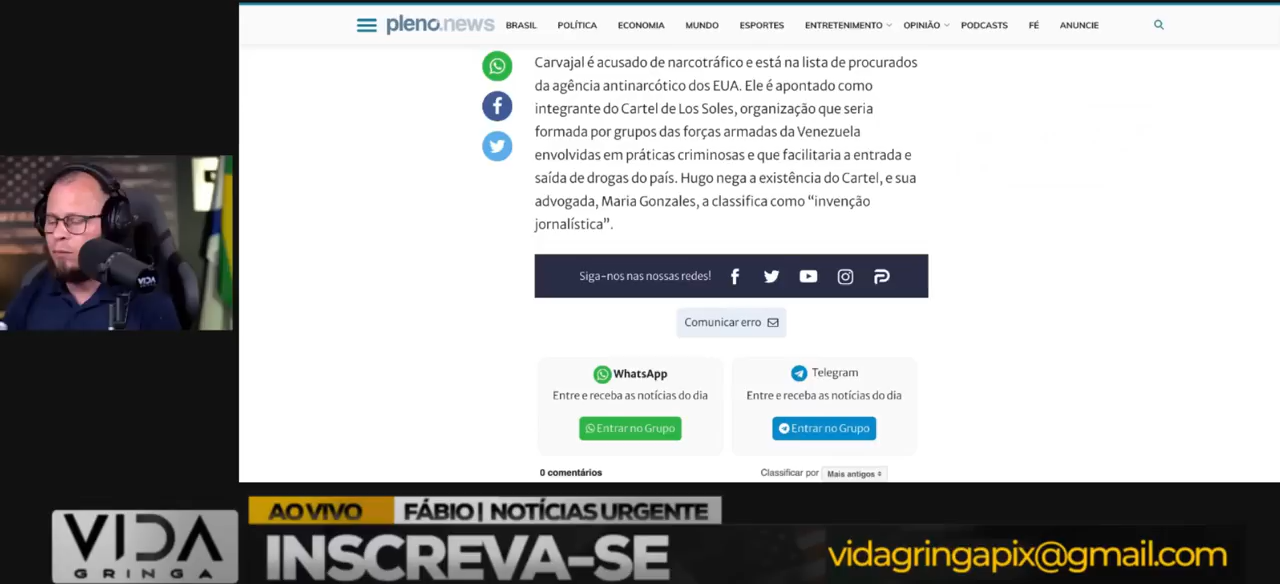 pleno.news BRASIL POLÍTICA ECONOMIA MUNDO ESPORTES ENTRETENIMENTO OPINIÃO PODCASTS FÉ ANUNCIE
Carvajal é acusado de narcotráfico e está na lista de procurados
da agência antinarcótico dos EUA. Ele é apontado como
integrante do Cartel de Los Soles, organização que seria
formada por grupos das forças armadas da Venezuela
envolvidas em práticas criminosas e que facilitaria a entrada e
saída de drogas do país. Hugo nega a existência do Cartel, e sua
advogada, Maria Gonzales, a classifica como “invenção
jornalística”.
Siga-nos nas nossas redes!
Comunicar erro
WhatsApp
Entre e receba as notícias do dia
Entrar no Grupo
Telegram
Entre e receba as notícias do dia
Entrar no Grupo
0 comentários
Classificar por Mais antigos
VIDA
VIDA
GRINGA
AO VIVO FÁBIO | NOTÍCIAS URGENTE
INSCREVA-SE
vidagringapix@gmail.com